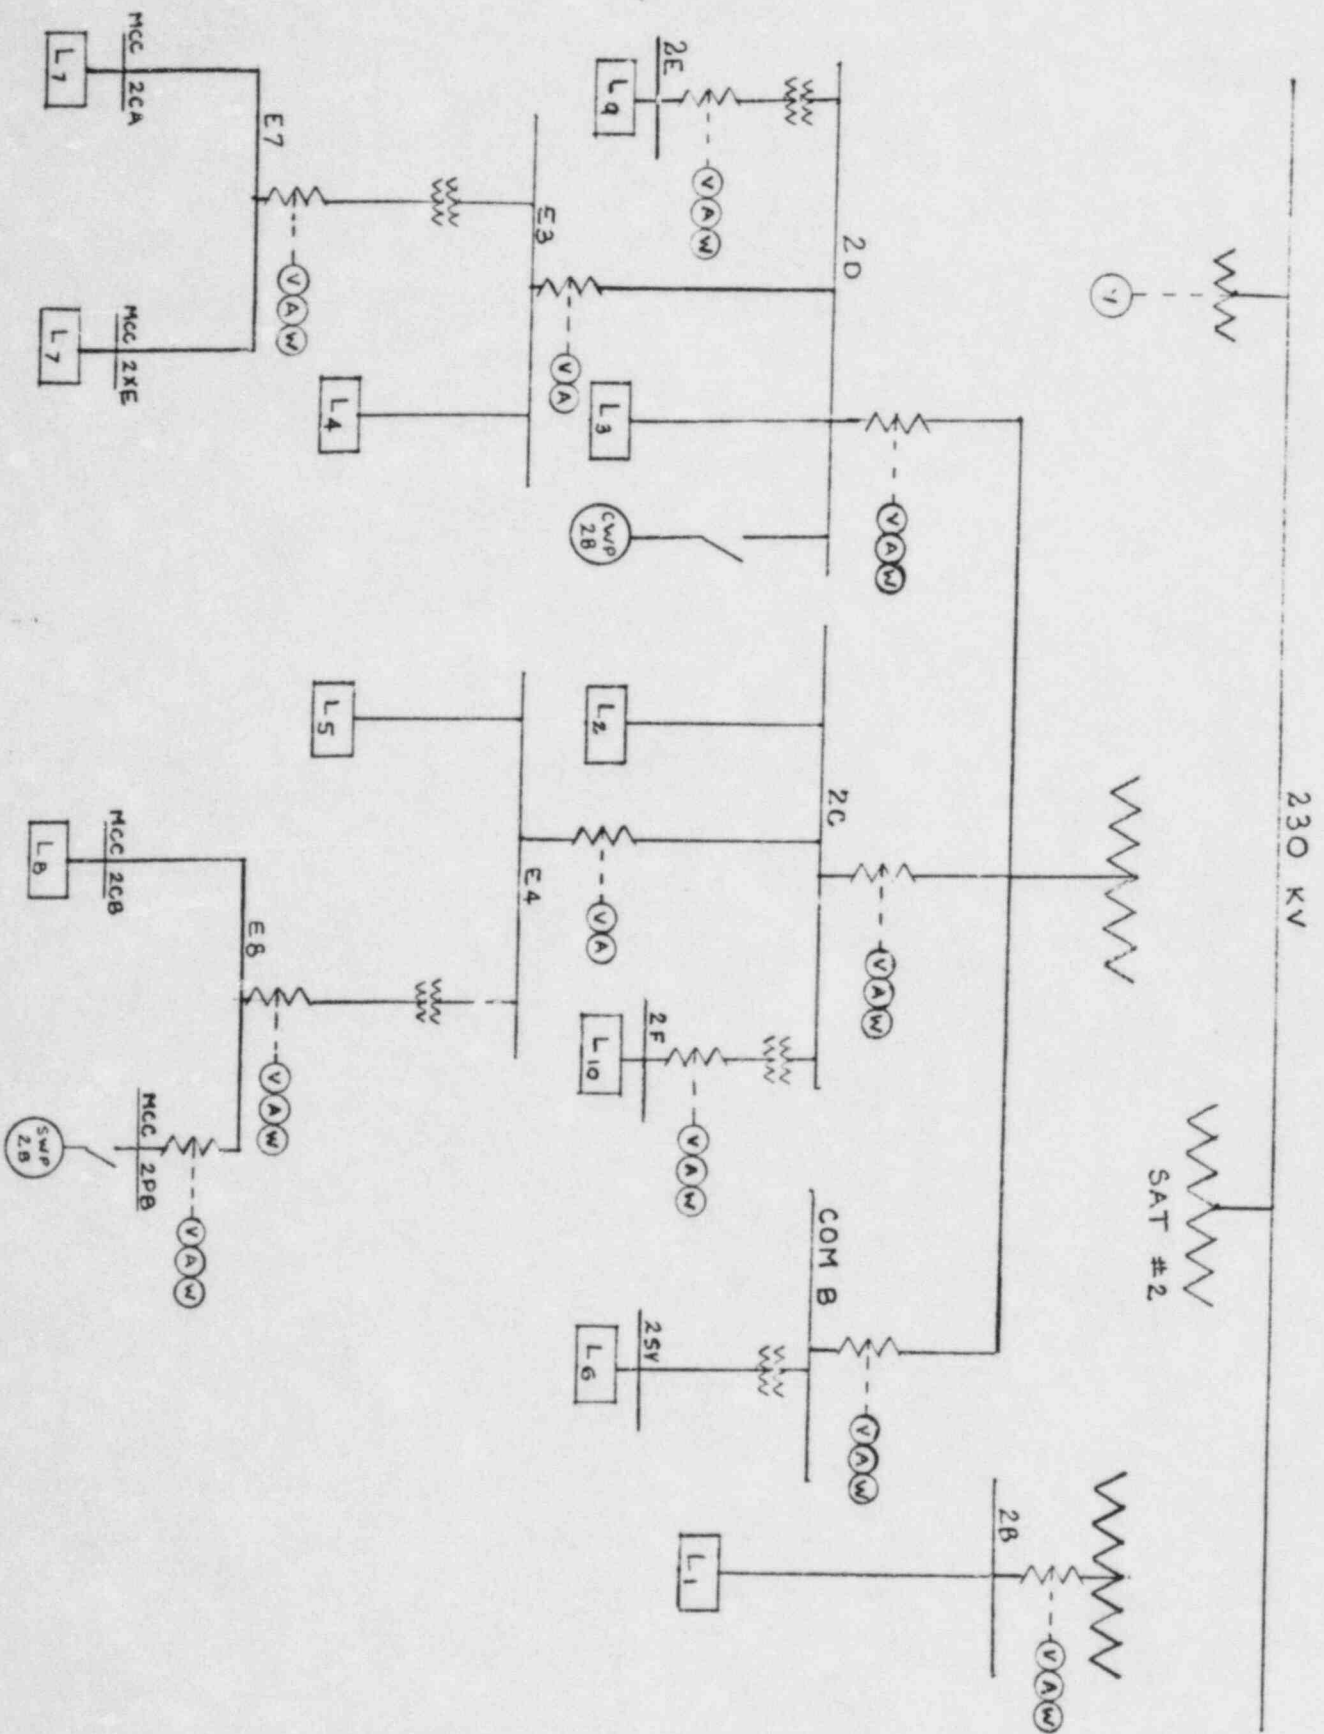 230 KV
V
SAT #2
2B
V A W
L1
V A W
V A W
COM B
V A W
2SY
L6
2D
2E
V A W
L9
L3
CWP
2B
2C
L2
2F
V A W
L10
E3
V A
L4
E4
V A
L5
E7
V A W
MCC 2CA
L7
MCC 2XE
L7
E8
V A W
MCC 2CB
L8
MCC 2PB
V A W
SWP
2B